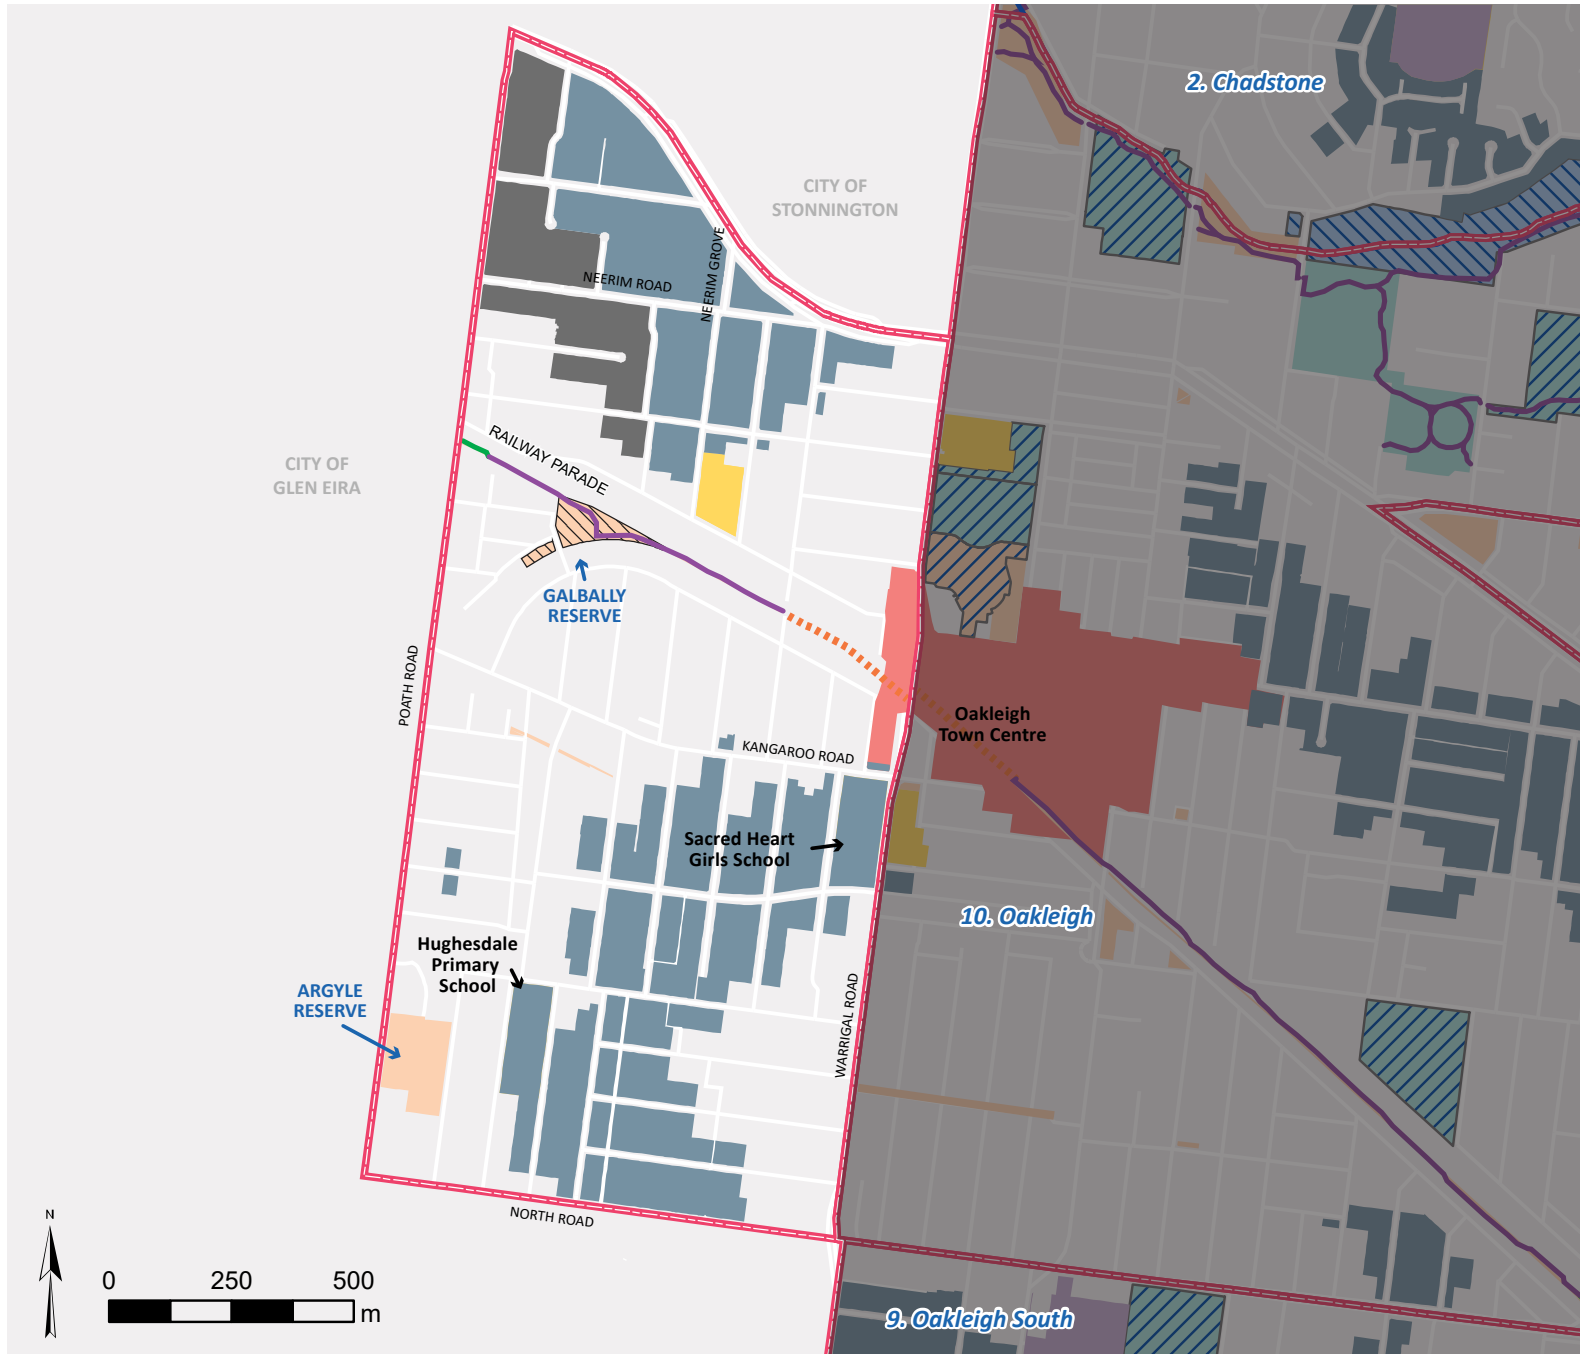 2. Chadstone
CITY OF
STONNINGTON
NEERIM GROVE
NEERIM ROAD
RAILWAY PARADE
CITY OF
GLEN EIRA
GALBALLY
RESERVE
POATH ROAD
Oakleigh
Town Centre
KANGAROO ROAD
Sacred Heart
Girls School
10. Oakleigh
Hughesdale
Primary
School
ARGYLE
RESERVE
WARRIGAL ROAD
NORTH ROAD
N
0 250 500
m
9. Oakleigh South